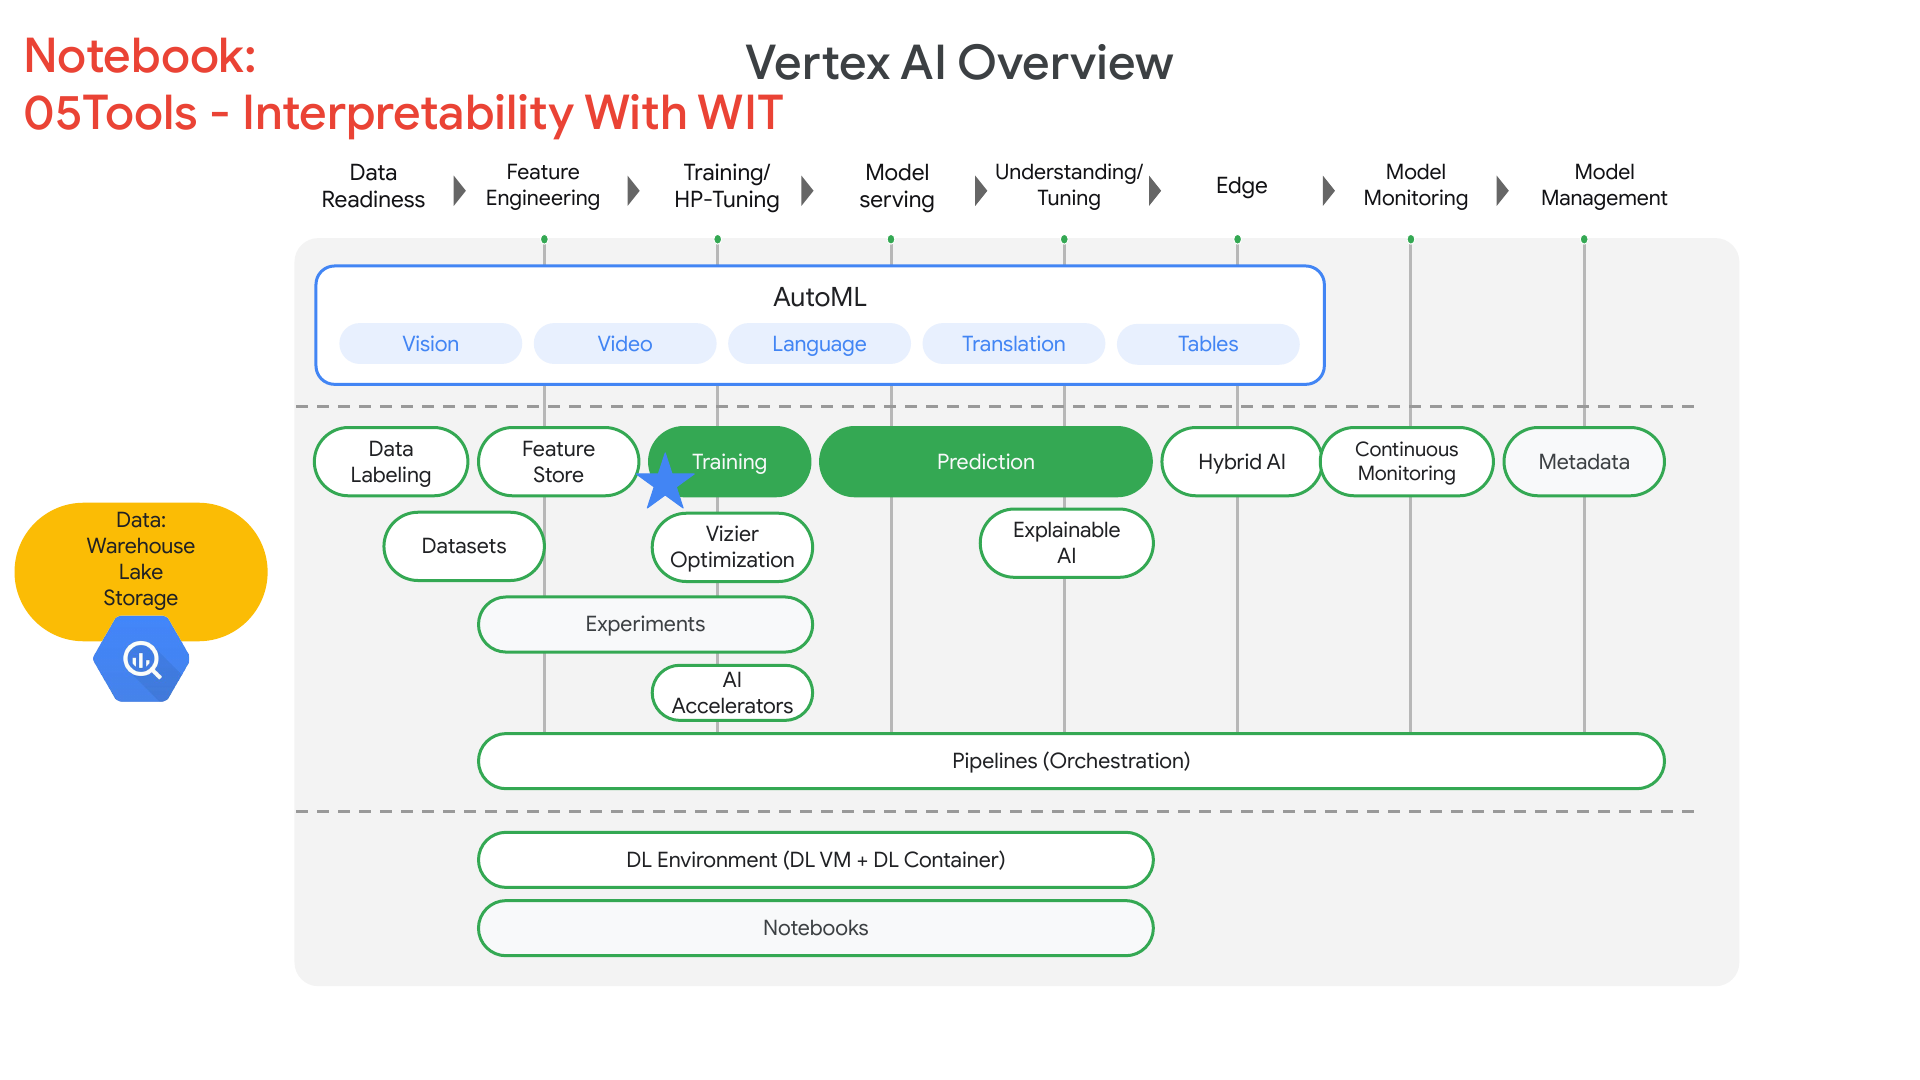 Notebook:
05Tools - Interpretability With WIT
Vertex AI Overview
Data
Readiness
Feature
Engineering
Training/
HP-Tuning
Model
serving
Understanding/
Tuning
Edge
Model
Monitoring
Model
Management
AutoML
Vision
Video
Language
Translation
Tables
Data
Labeling
Feature
Store
Training
Prediction
Hybrid AI
Continuous
Monitoring
Metadata
Data:
Warehouse
Lake
Storage
Datasets
Vizier
Optimization
Explainable
AI
Experiments
AI
Accelerators
Pipelines (Orchestration)
DL Environment (DL VM + DL Container)
Notebooks